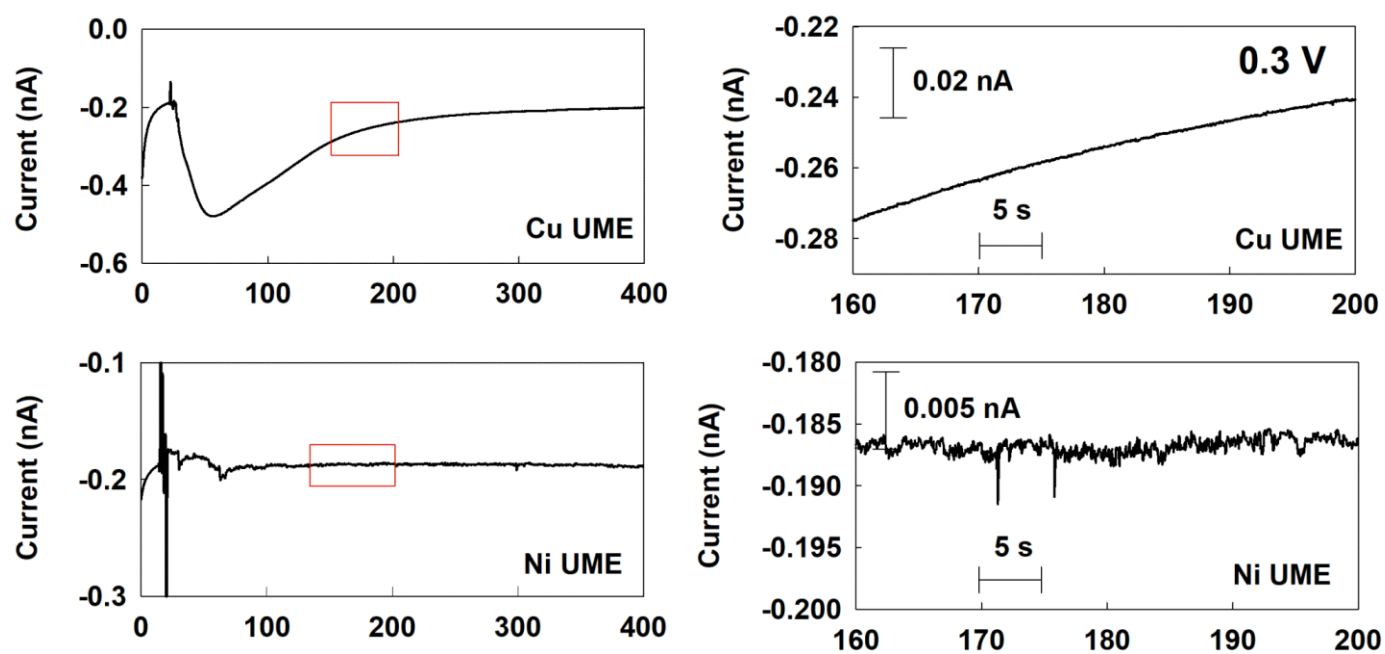 0.0
-0.2
-0.4
-0.6
Current (nA)
Cu UME
0 100 200 300 400
-0.22
-0.24
-0.26
-0.28
Current (nA)
0.02 nA
0.3 V
5 s
Cu UME
160 170 180 190 200
-0.1
-0.2
-0.3
Current (nA)
Ni UME
0 100 200 300 400
-0.180
-0.185
-0.190
-0.195
-0.200
Current (nA)
0.005 nA
5 s
Ni UME
160 170 180 190 200